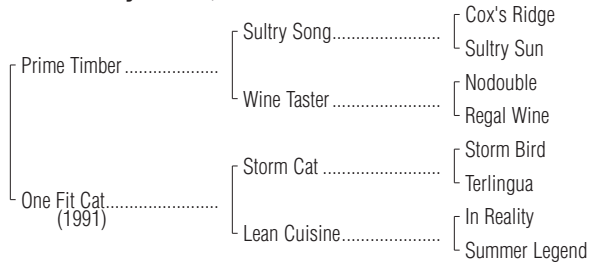 Cox's Ridge
Sultry Song
Sultry Sun
Prime Timber
Nodouble
Wine Taster
Regal Wine
Storm Bird
Storm Cat
Terlingua
One Fit Cat
(1991)
In Reality
Lean Cuisine
Summer Legend